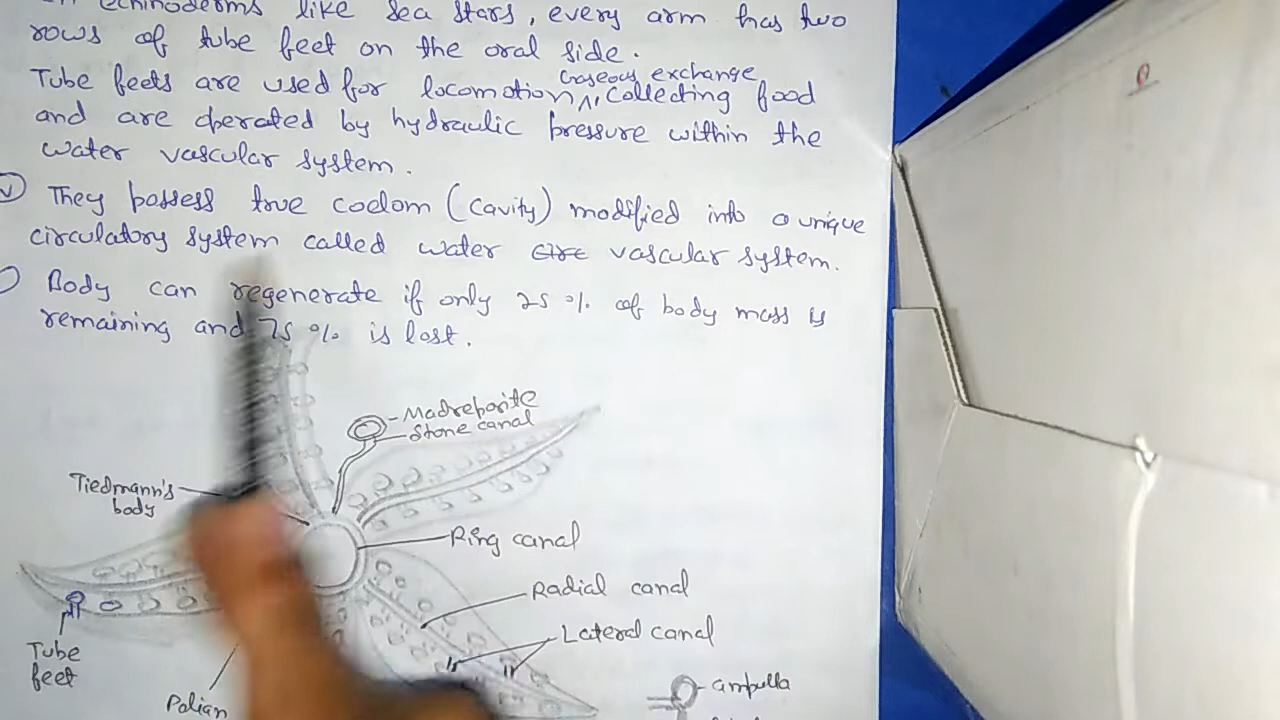 echinoderms like sea stars, every arm has two
rows of tube feet on the oral side.
Tube feets are used for locomotion, Gaseous exchange, Collecting food
and are operated by hydraulic pressure within the
water vascular system.
v) They possess true coelom (cavity) modified into a unique
circulatory system called water vascular system.
Body can regenerate if only 25 % of body mass is
remaining and 75 % is lost.
Madreporite
Stone canal
Tiedmann's
body
Ring canal
Radial canal
Lateral canal
Tube
feet
Polian
ampulla